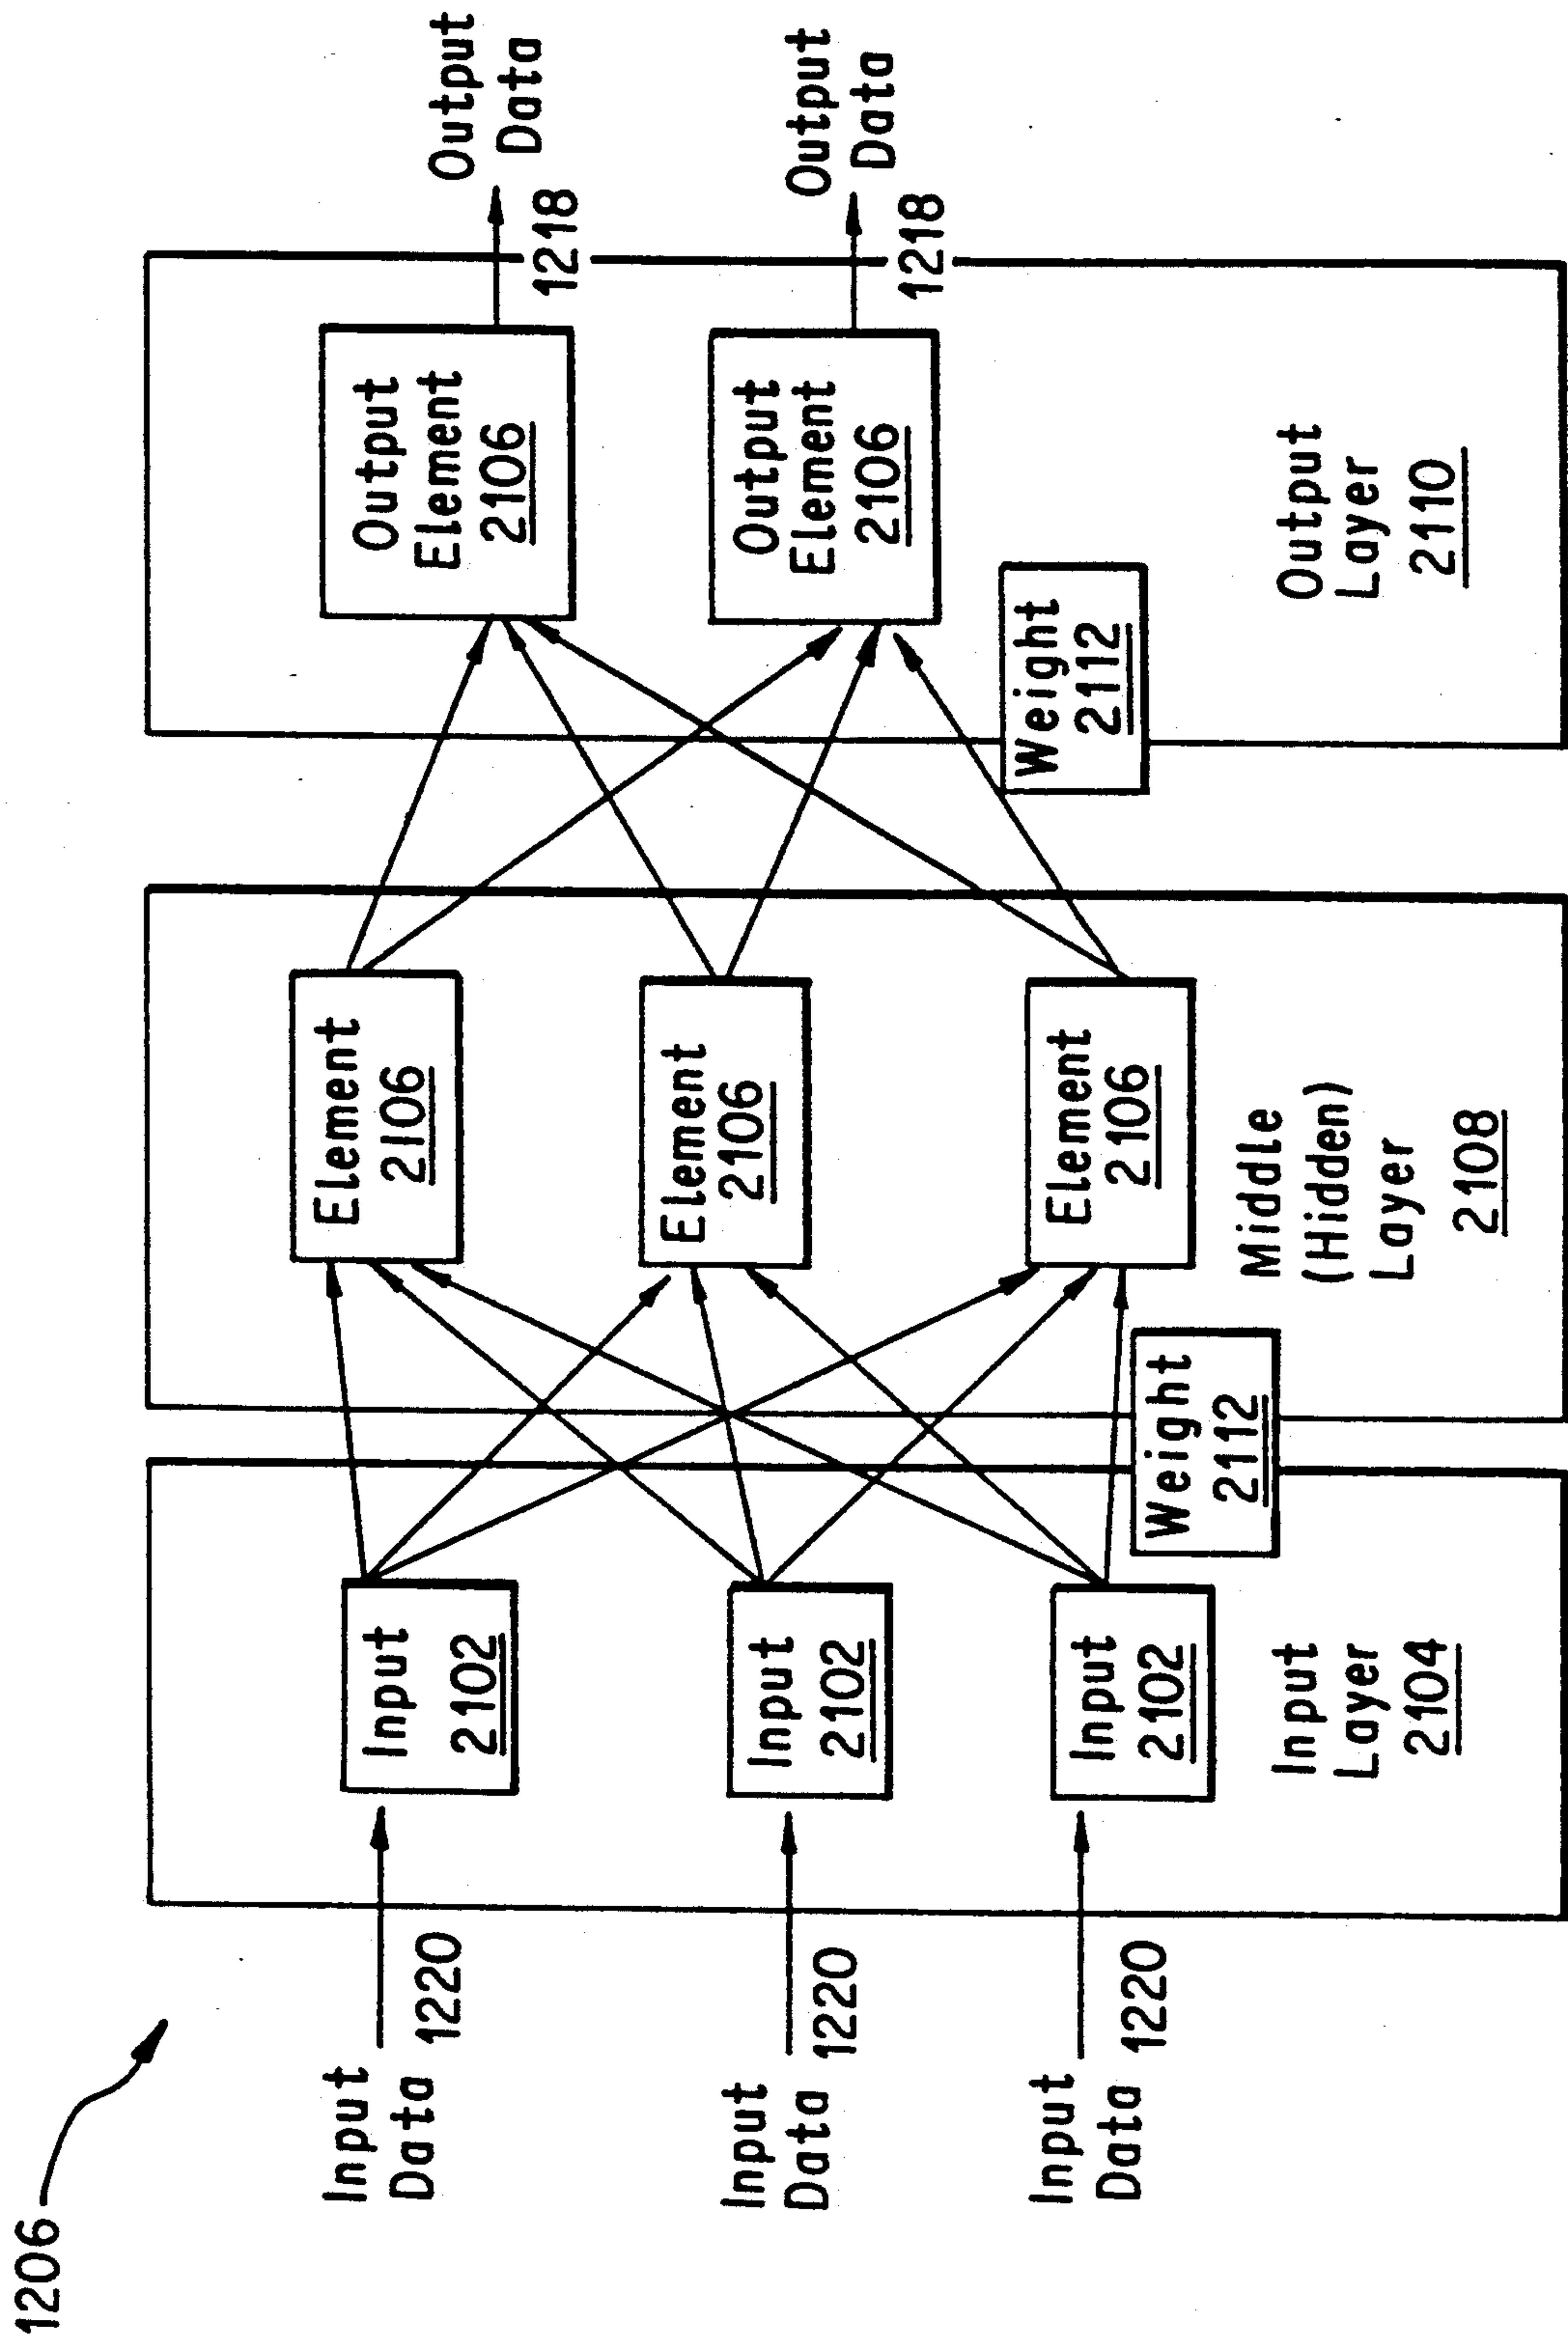 1206
Input
Data 1220
Input
Data 1220
Input
Data 1220
Input
2102
Input
2102
Input
2102
Input
Layer
2104
Weight
2112
Element
2106
Element
2106
Element
2106
Middle
(Hidden)
Layer
2108
Weight
2112
Output
Element
2106
Output
Element
2106
Output
Layer
2110
1218
Output
Data
1218
Output
Data